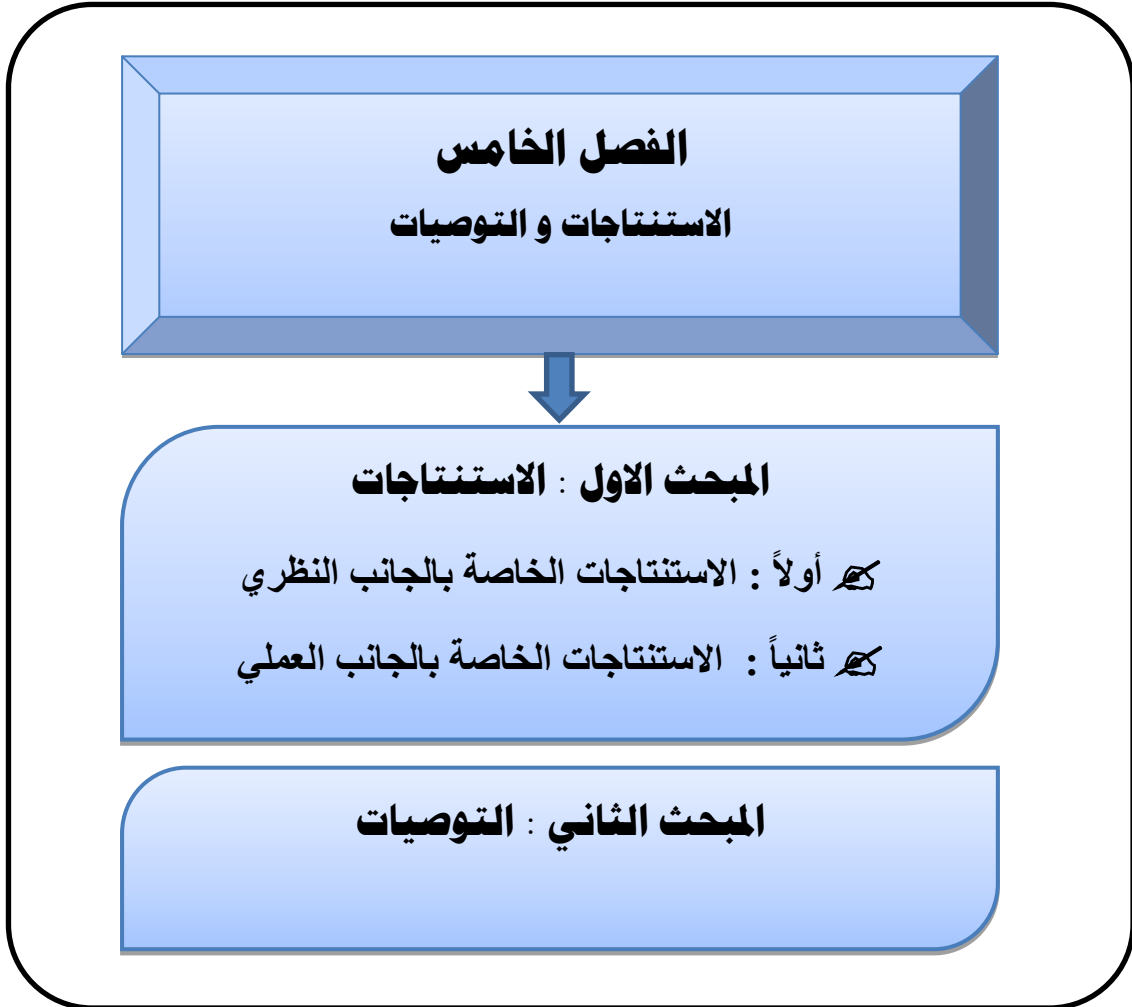 الفصل الخامس
الاستنتاجات و التوصيات
المبحث الاول : الاستنتاجات
أولاً : الاستنتاجات الخاصة بالجانب النظري
ثانياً : الاستنتاجات الخاصة بالجانب العملي
المبحث الثاني : التوصيات